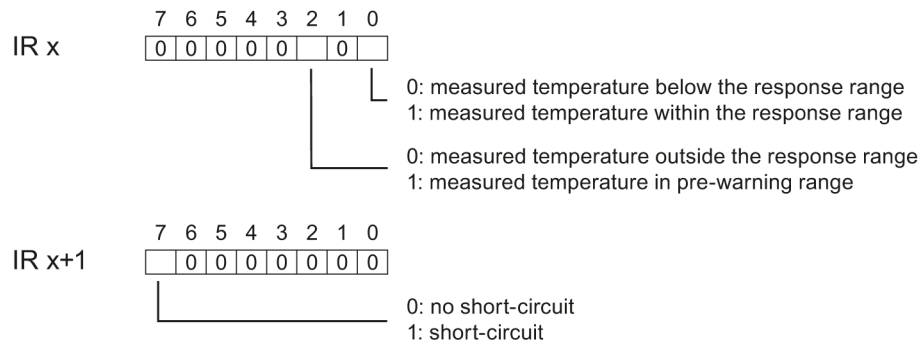 7 6 5 4 3 2 1 0
IR x 0 0 0 0 0 0
0: measured temperature below the response range
1: measured temperature within the response range
0: measured temperature outside the response range
1: measured temperature in pre-warning range
7 6 5 4 3 2 1 0
IR x+1 0 0 0 0 0 0 0
0: no short-circuit
1: short-circuit